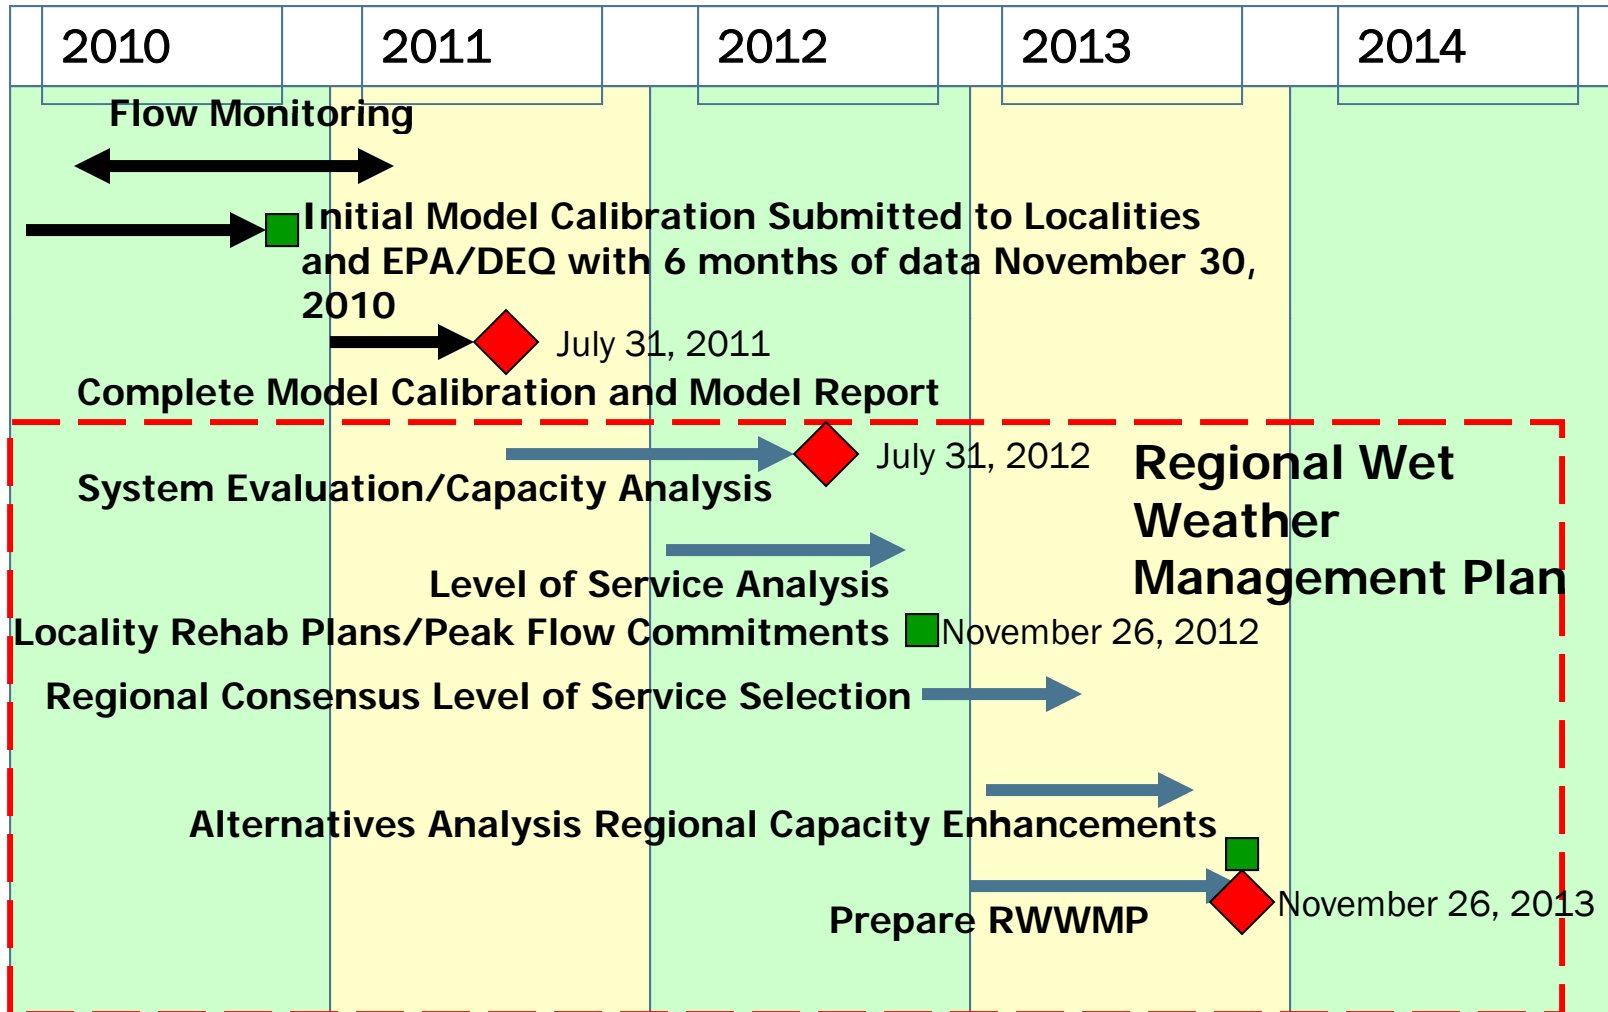 2010 2011 2012 2013 2014
Flow Monitoring
Initial Model Calibration Submitted to Localities
and EPA/DEQ with 6 months of data November 30,
2010
July 31, 2011
Complete Model Calibration and Model Report
July 31, 2012
System Evaluation/Capacity Analysis
Regional Wet
Weather
Management Plan
Level of Service Analysis
Locality Rehab Plans/Peak Flow Commitments
November 26, 2012
Regional Consensus Level of Service Selection
Alternatives Analysis Regional Capacity Enhancements
November 26, 2013
Prepare RWWMP